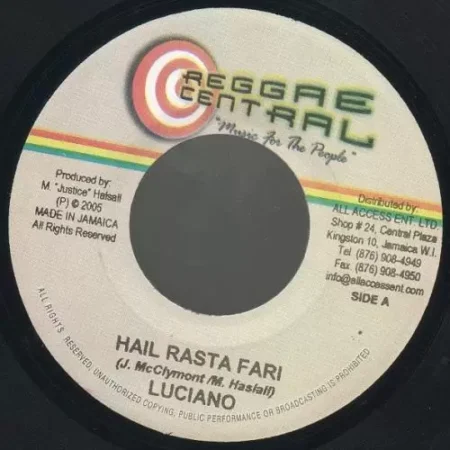 REGGAE
CENTRAL
"Music For The People"
Produced by:
M. "Justice" Hafsall
(P) © 2005
MADE IN JAMAICA
All Rights Reserved
Distributed by:
ALL ACCESS ENT. LTD
Shop # 24, Central Plaza
Kingston 10, Jamaica W.I.
Tel (876) 908-4949
Fax. (876) 908-4950
info@allaccessent.com
SIDE A
HAIL RASTA FARI
(J. McClymont /M. Haslall)
LUCIANO
ALL RIGHTS RESERVED, UNAUTHORIZED COPYING, PUBLIC PERFORMANCE OR BROADCASTING IS PROHIBITED